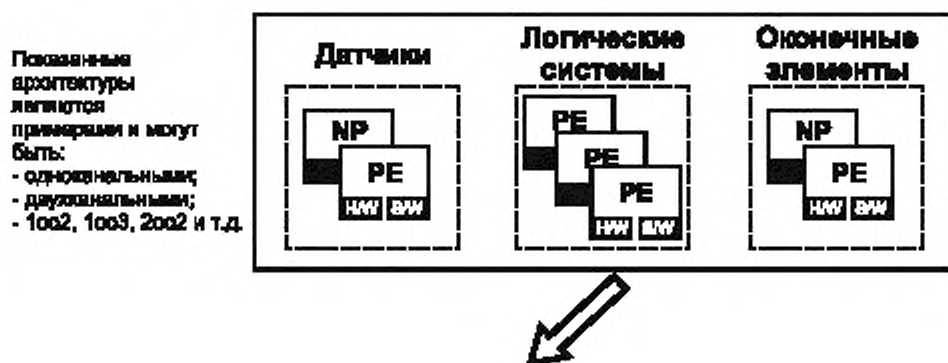 Показанные
архитектуры
являются
примерами и могут
быть:
- одноканальными;
- двухканальными;
- 1oo2, 1oo3, 2oo2 и т.д.
Датчики
Логические
системы
Оконечные
элементы
NP
PE
H/W S/W
PE
PE
PE
H/W S/W
NP
PE
H/W S/W